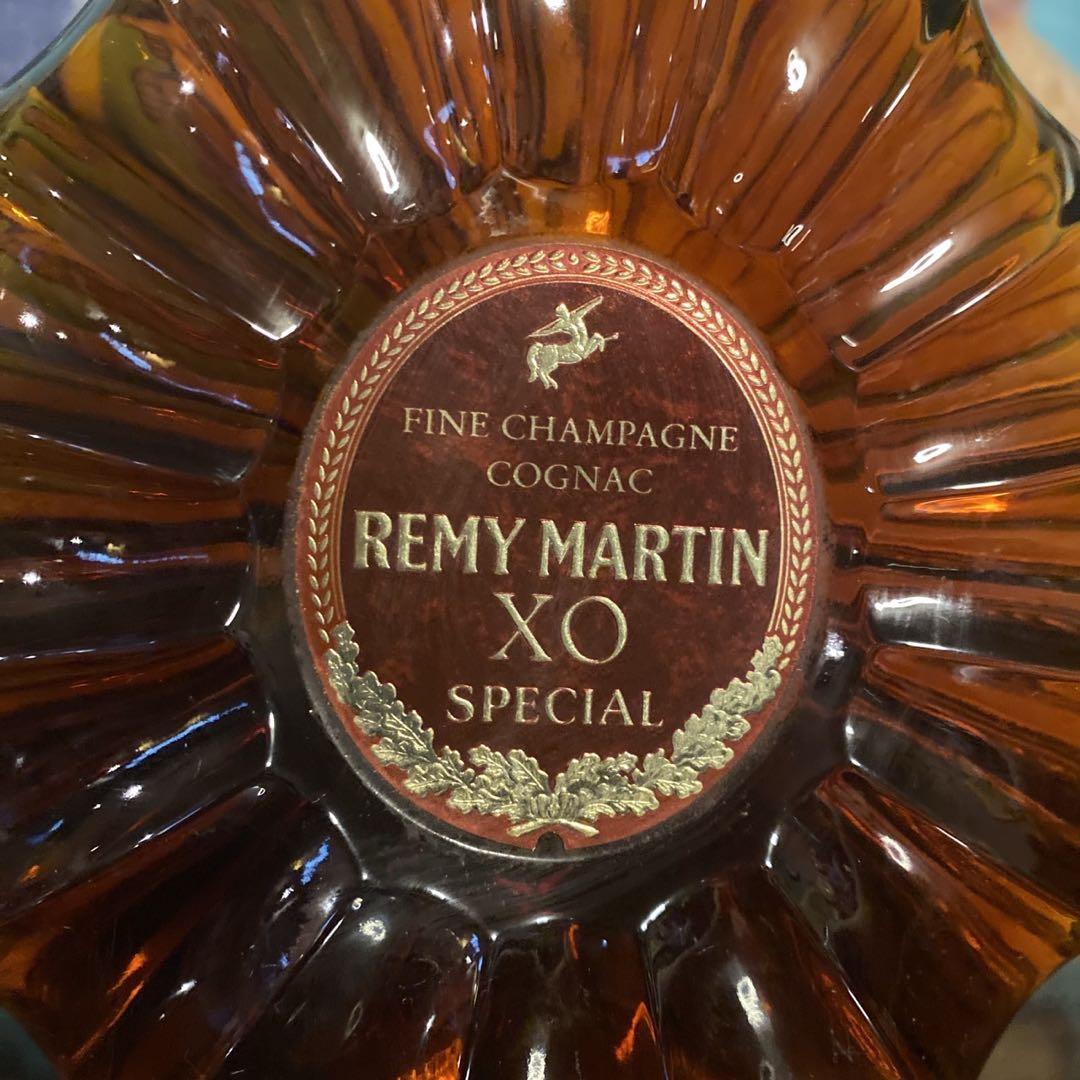 FINE CHAMPAGNE
COGNAC
REMY MARTIN
XO
SPECIAL